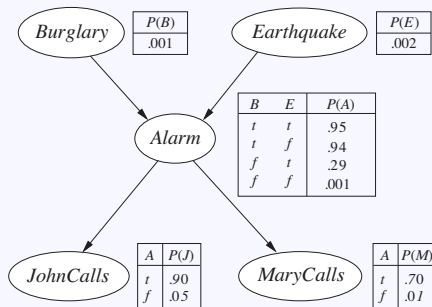 Burglary
P(B)
.001
Earthquake
P(E)
.002
Alarm
B E P(A)
t t .95
t f .94
f t .29
f f .001
JohnCalls
A P(J)
t .90
f .05
MaryCalls
A P(M)
t .70
f .01